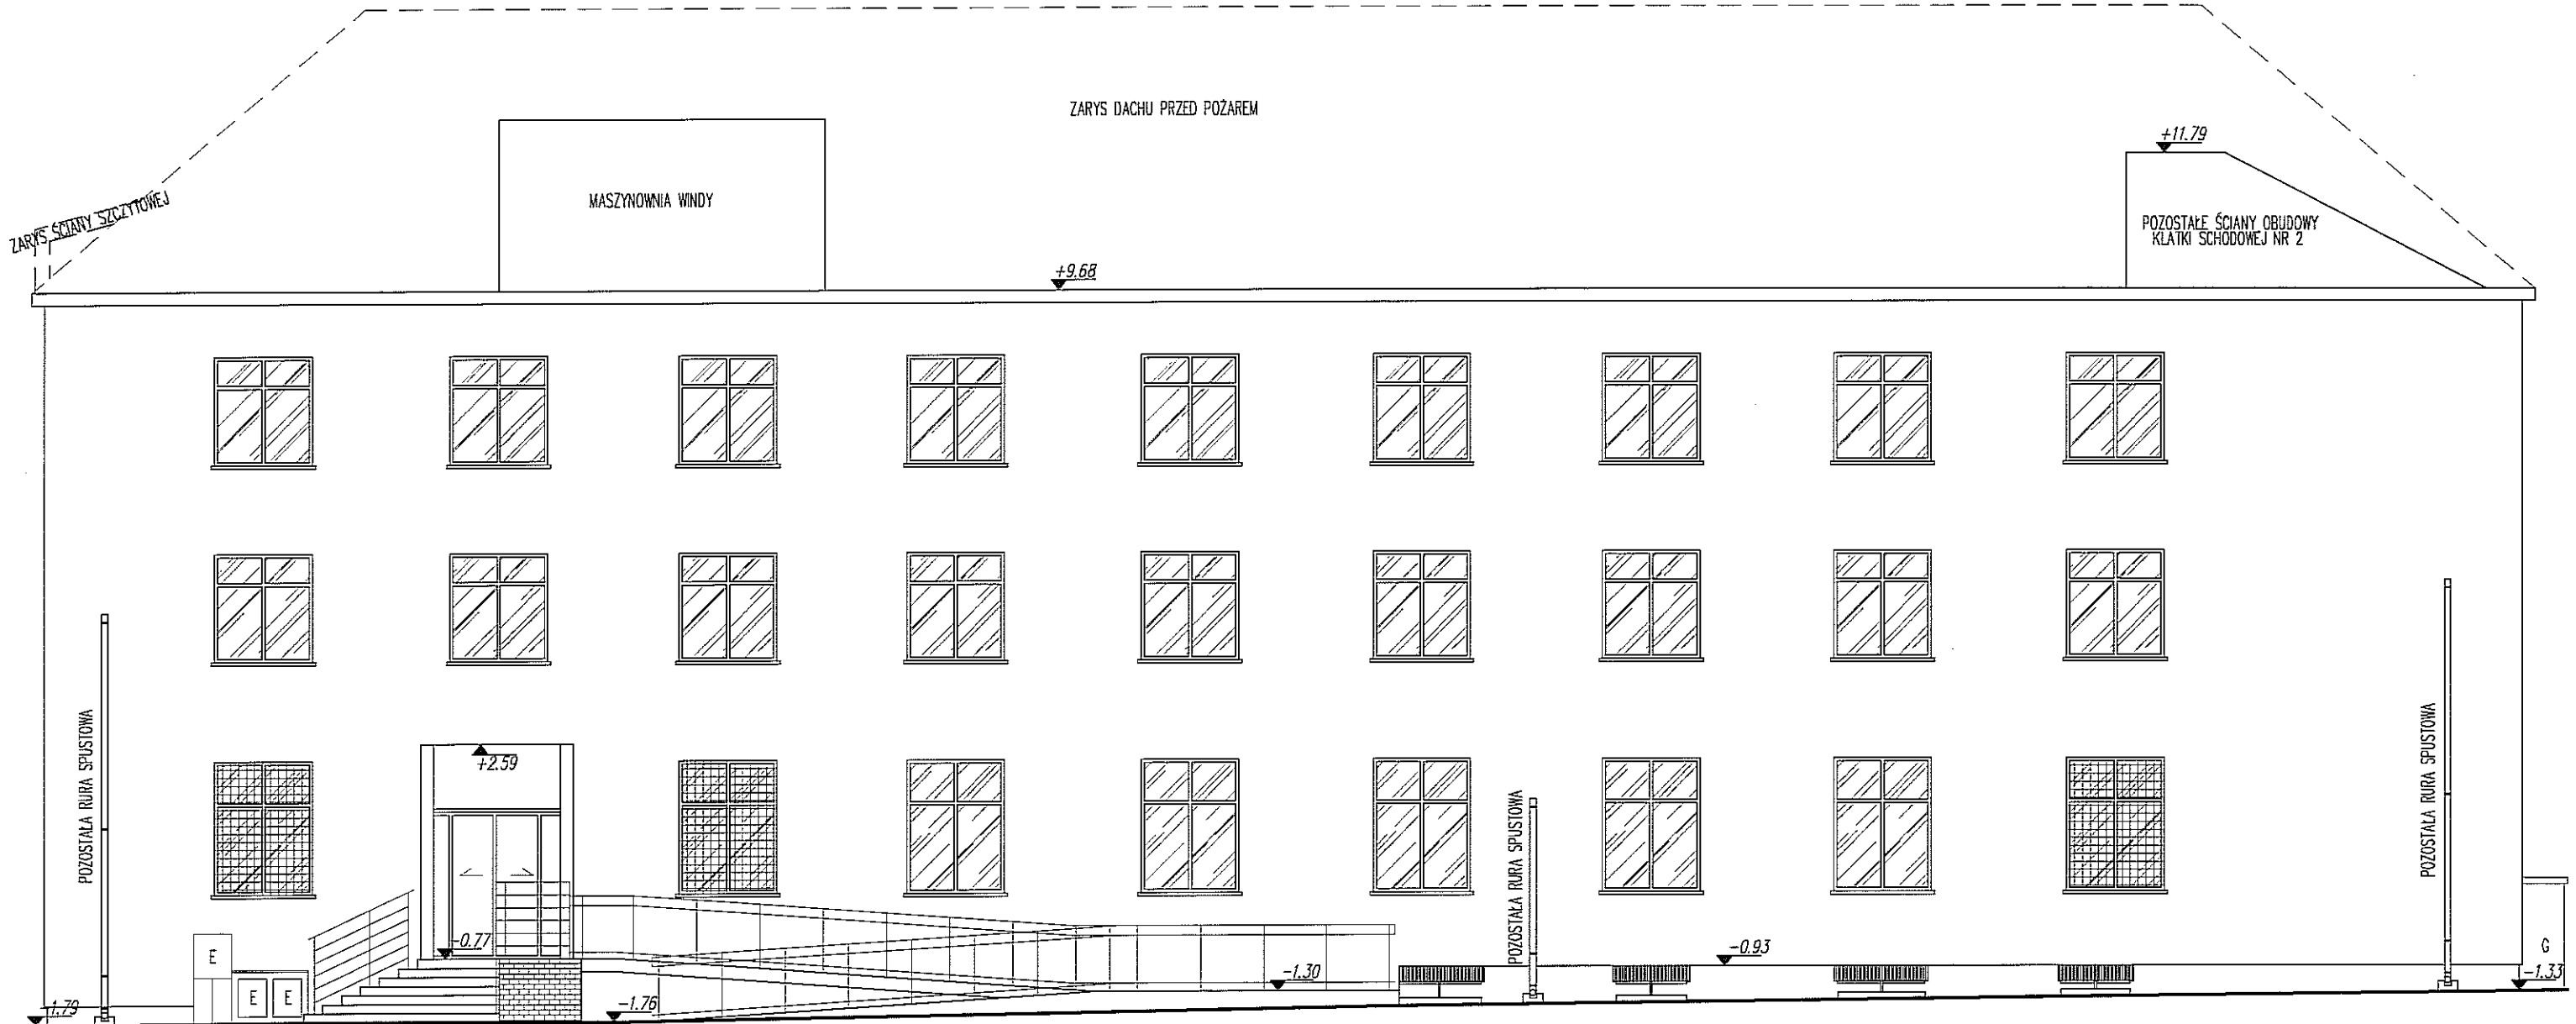 ZARYS DACHU PRZED POŻAREM
+11.79
MASZYNOWNIA WINDY
ZARYS ŚCIANY SZCZYTOWEJ
POZOSTAŁE ŚCIANY OBUDOWY
KLATKI SCHODOWEJ NR 2
+9.68
POZOSTAŁA RURA SPUSTOWA
+2.59
POZOSTAŁA RURA SPUSTOWA
POZOSTAŁA RURA SPUSTOWA
E
-0.77
-0.93
G
E
E
-1.30
-1.33
-1.79
-1.76